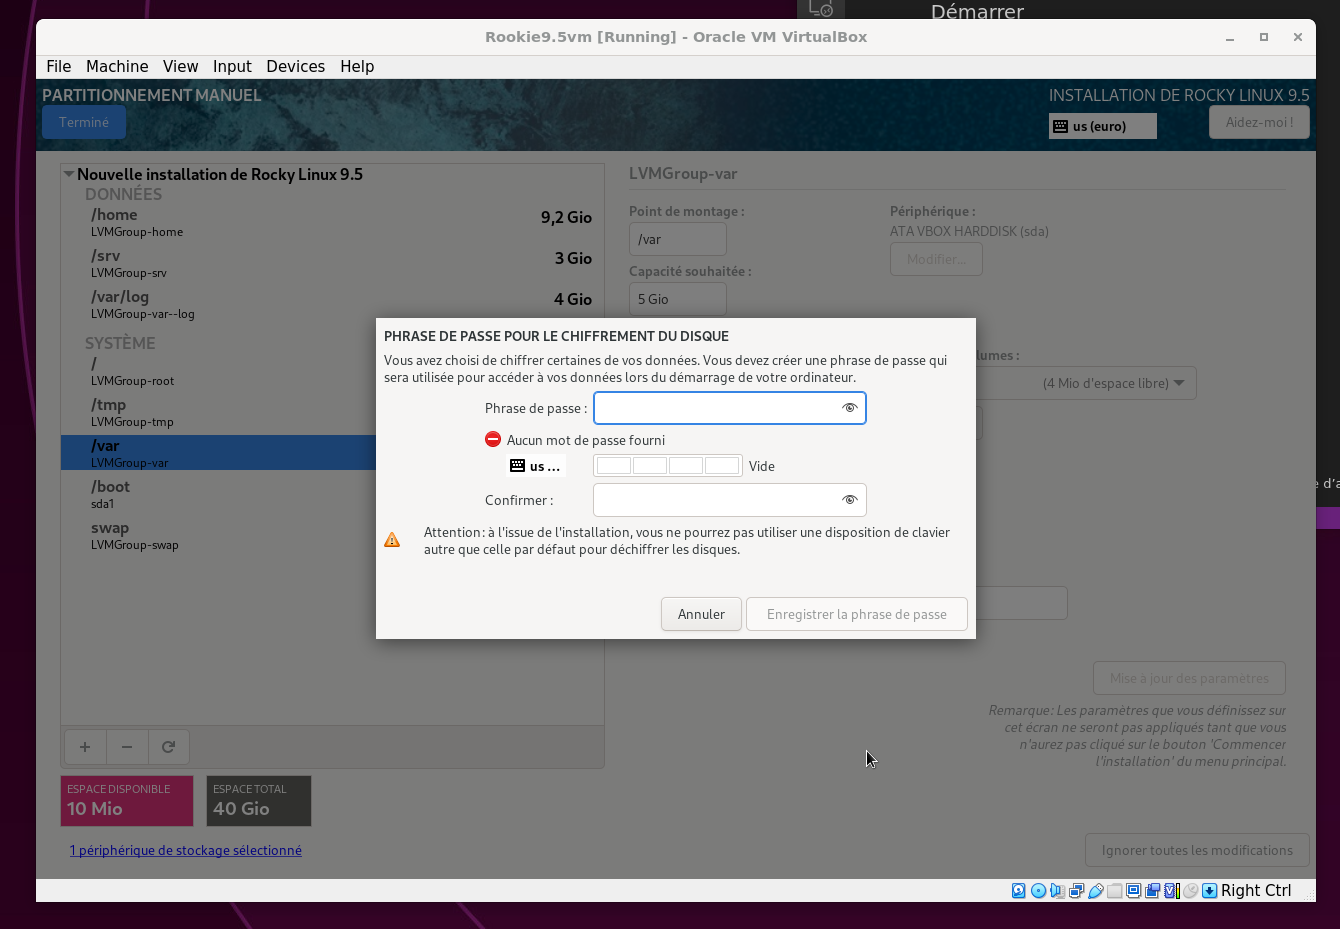 Démarrer
Rookie9.5vm [Running] - Oracle VM VirtualBox
File Machine View Input Devices Help
PARTITIONNEMENT MANUEL
INSTALLATION DE ROCKY LINUX 9.5
Terminé
us (euro)
Aidez-moi !
Nouvelle installation de Rocky Linux 9.5
DONNÉES
/home
9,2 Gio
LVMGroup-home
/srv
3 Gio
LVMGroup-srv
/var/log
4 Gio
LVMGroup-var--log
SYSTÈME
/
LVMGroup-root
/tmp
LVMGroup-tmp
/var
LVMGroup-var
/boot
sda1
swap
LVMGroup-swap
LVMGroup-var
Point de montage :
/var
Périphérique :
ATA VBOX HARDDISK (sda)
Modifier...
Capacité souhaitée :
5 Gio
lumes :
(4 Mio d'espace libre)
PHRASE DE PASSE POUR LE CHIFFREMENT DU DISQUE
Vous avez choisi de chiffrer certaines de vos données. Vous devez créer une phrase de passe qui
sera utilisée pour accéder à vos données lors du démarrage de votre ordinateur.
Phrase de passe :
Aucun mot de passe fourni
us ...
Vide
Confirmer :
Attention : à l'issue de l'installation, vous ne pourrez pas utiliser une disposition de clavier
autre que celle par défaut pour déchiffrer les disques.
Annuler
Enregistrer la phrase de passe
Mise à jour des paramètres
Remarque : Les paramètres que vous définissez sur
cet écran ne seront pas appliqués tant que vous
n'aurez pas cliqué sur le bouton 'Commencer
l'installation' du menu principal.
+ −
ESPACE DISPONIBLE
10 Mio
ESPACE TOTAL
40 Gio
1 périphérique de stockage sélectionné
Ignorer toutes les modifications
Right Ctrl